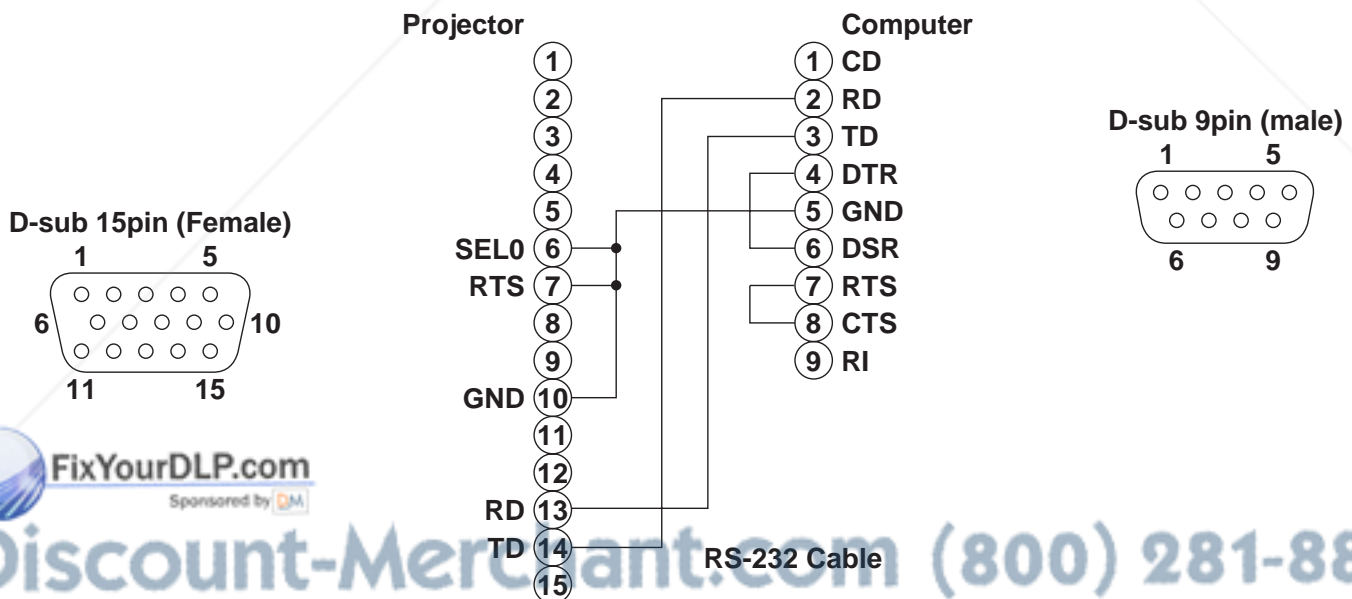 Projector
Computer
1
2
3
4
5
SEL0 6
RTS 7
8
9
GND 10
11
12
RD 13
TD 14
15
1 CD
2 RD
3 TD
4 DTR
5 GND
6 DSR
7 RTS
8 CTS
9 RI
RS-232 Cable
D-sub 15pin (Female)
1 5
6 10
11 15
D-sub 9pin (male)
1 5
6 9
FixYourDLP.com
Sponsored by DM
Discount-Merchant.com (800) 281-88